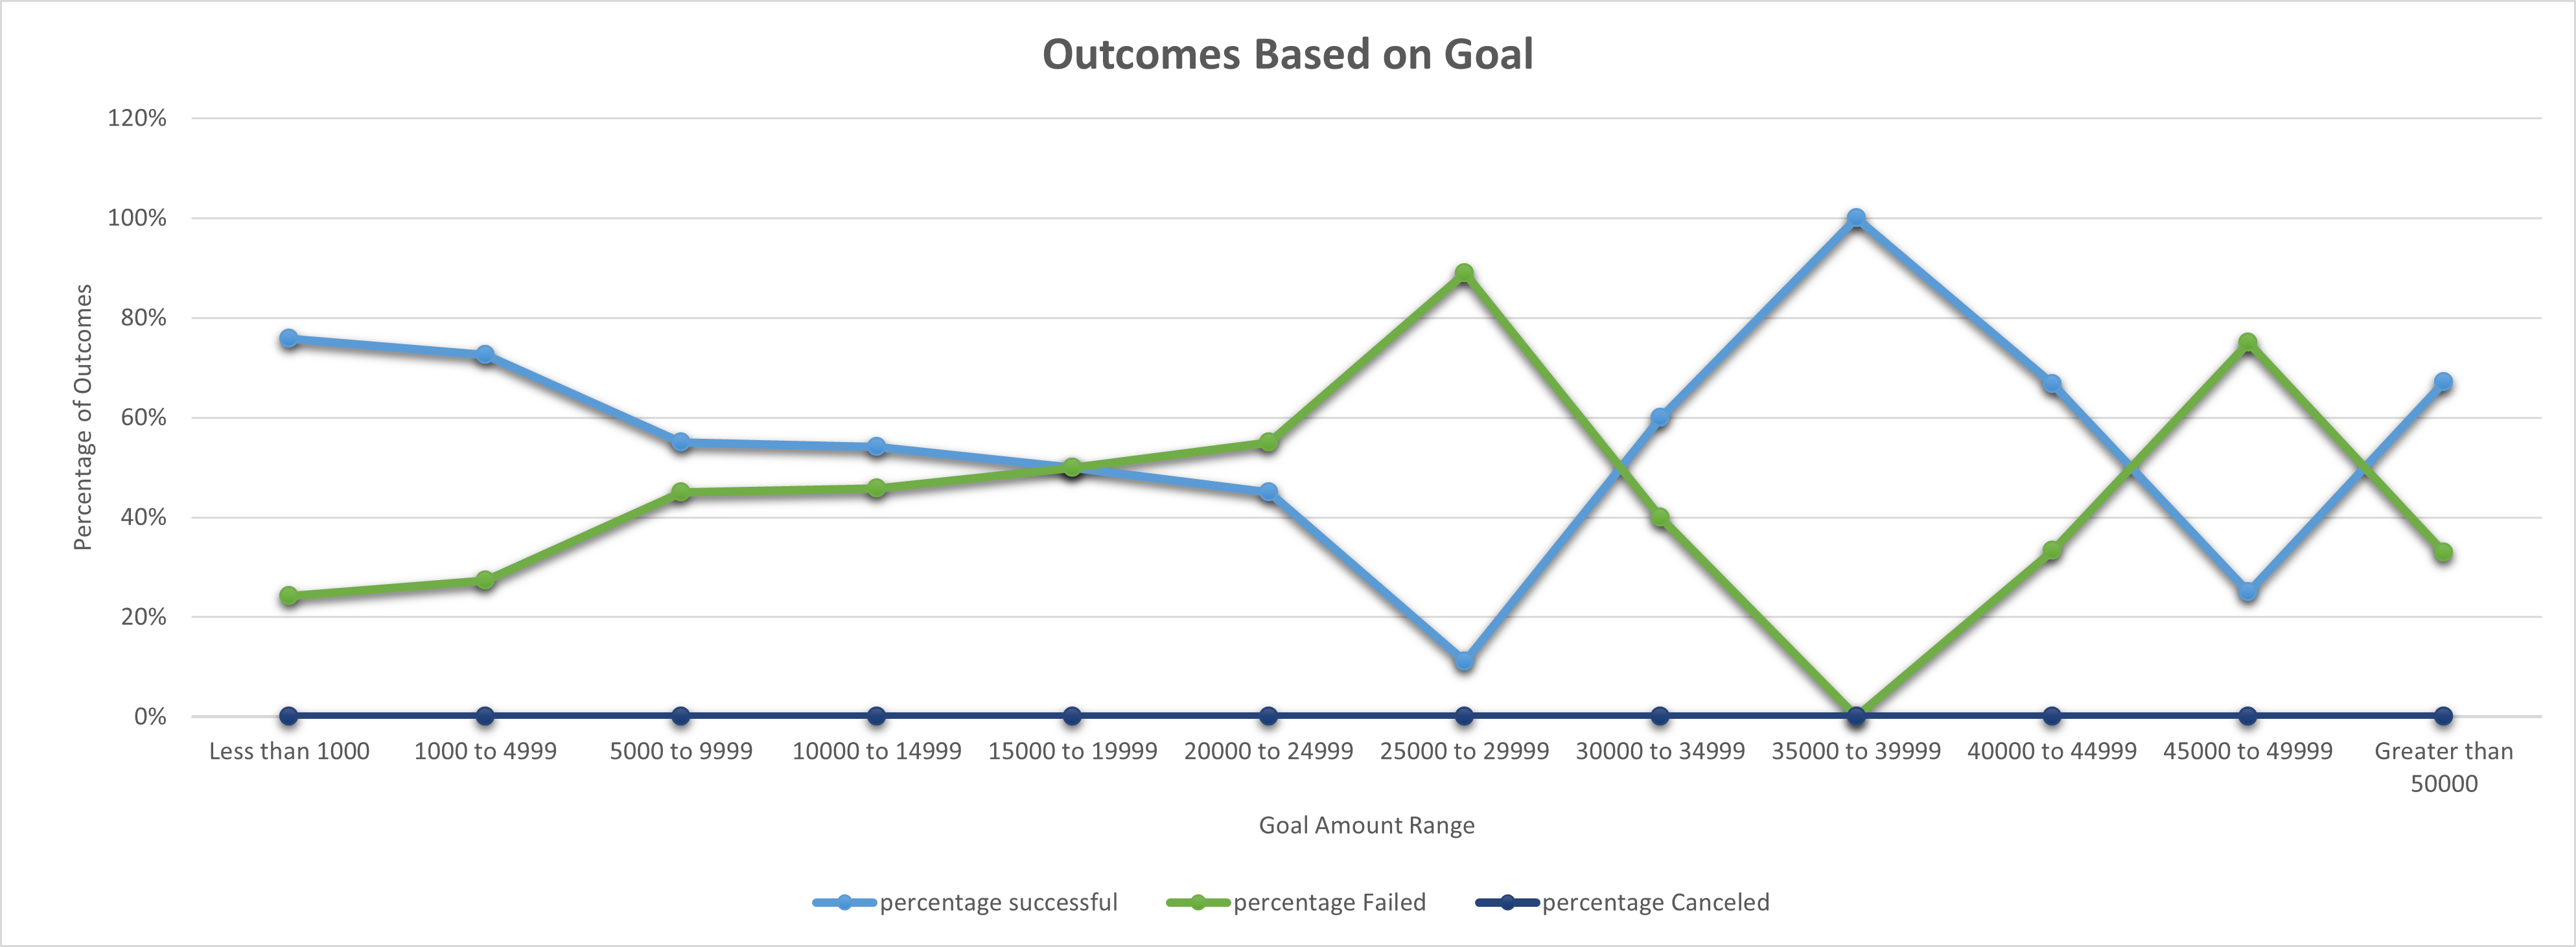 Outcomes Based on Goal
120%
100%
80%
60%
40%
20%
0%
Percentage of Outcomes
Less than 1000
1000 to 4999
5000 to 9999
10000 to 14999
15000 to 19999
20000 to 24999
25000 to 29999
30000 to 34999
35000 to 39999
40000 to 44999
45000 to 49999
Greater than
50000
Goal Amount Range
percentage successful
percentage Failed
percentage Canceled